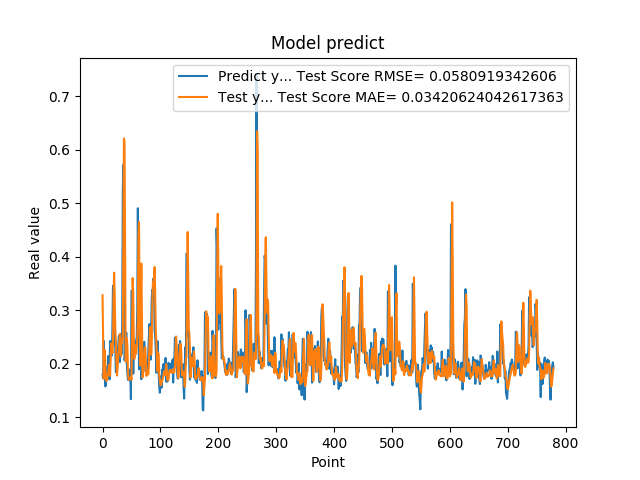 Model predict
Predict y... Test Score RMSE= 0.0580919342606
Test y... Test Score MAE= 0.03420624042617363
Real value
0.7
0.6
0.5
0.4
0.3
0.2
0.1
0 100 200 300 400 500 600 700 800
Point